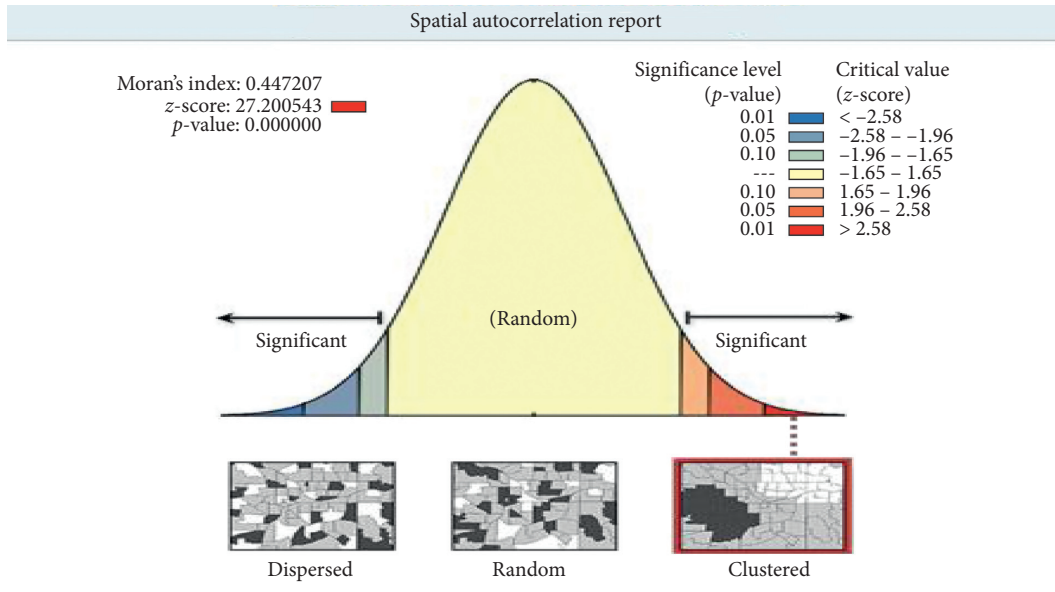 Spatial autocorrelation report
Moran's index: 0.447207
z-score: 27.200543
p-value: 0.000000
Significance level
(p-value)
Critical value
(z-score)
0.01 < –2.58
0.05 –2.58 – –1.96
0.10 –1.96 – –1.65
--- –1.65 – 1.65
0.10 1.65 – 1.96
0.05 1.96 – 2.58
0.01 > 2.58
Significant
(Random)
Significant
Dispersed
Random
Clustered